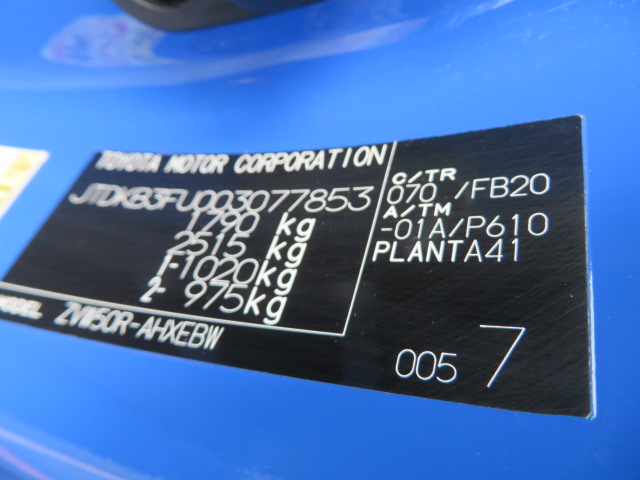 TOYOTA MOTOR CORPORATION
JTDKB3FU003077853
1790 kg
2515 kg
1-1020kg
2- 975kg
MODEL ZVW50R-AHXEBW
C/TR
070 /FB20
A/TM
-01A/P610
PLANTA41
005 7